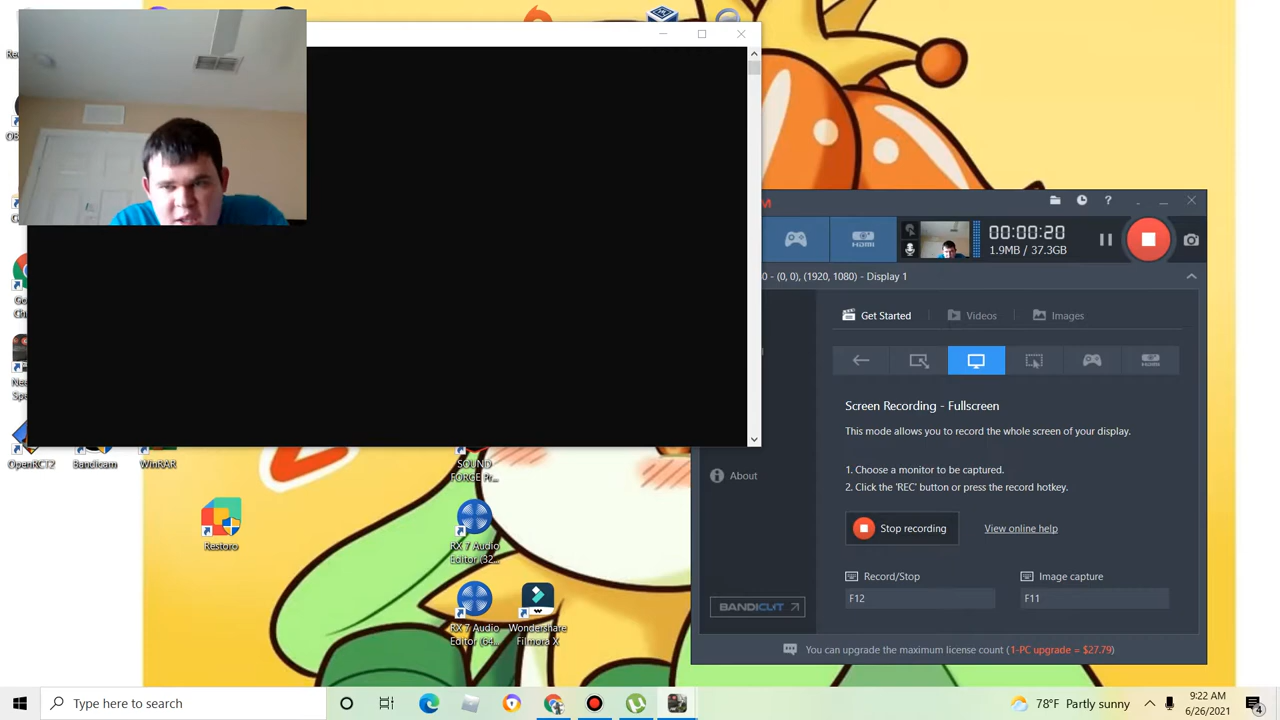 M
00:00:20
1.9MB / 37.3GB
0 - (0, 0), (1920, 1080) - Display 1
Get Started
Videos
Images
HDMI
Screen Recording - Fullscreen
This mode allows you to record the whole screen of your display.
1. Choose a monitor to be captured.
2. Click the 'REC' button or press the record hotkey.
About
Stop recording
View online help
Record/Stop
Image capture
F12
F11
BANDICUT
You can upgrade the maximum license count (1-PC upgrade = $27.79)
OpenRCT2
Bandicam
WinRAR
SOUND
FORCE Pr...
Restoro
RX 7 Audio
Editor (32...
RX 7 Audio
Editor (64...
Wondershare
Filmora X
Type here to search
78°F Partly sunny
9:22 AM
6/26/2021
4